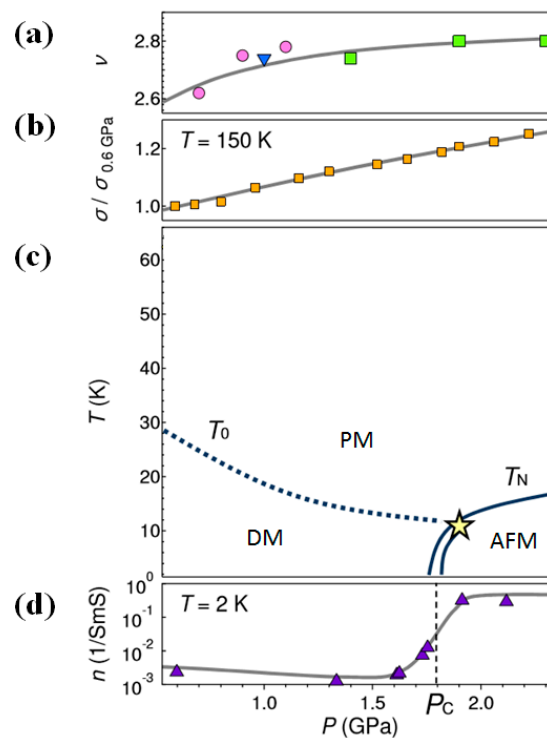 (a)
ν
2.8
2.6
(b)
T = 150 K
σ / σ0.6 GPa
1.2
1.0
(c)
T (K)
60
50
40
30
20
10
0
T0
PM
TN
DM
AFM
(d)
T = 2 K
n (1/SmS)
10^0
10^-1
10^-2
10^-3
1.0
1.5
PC
2.0
P (GPa)